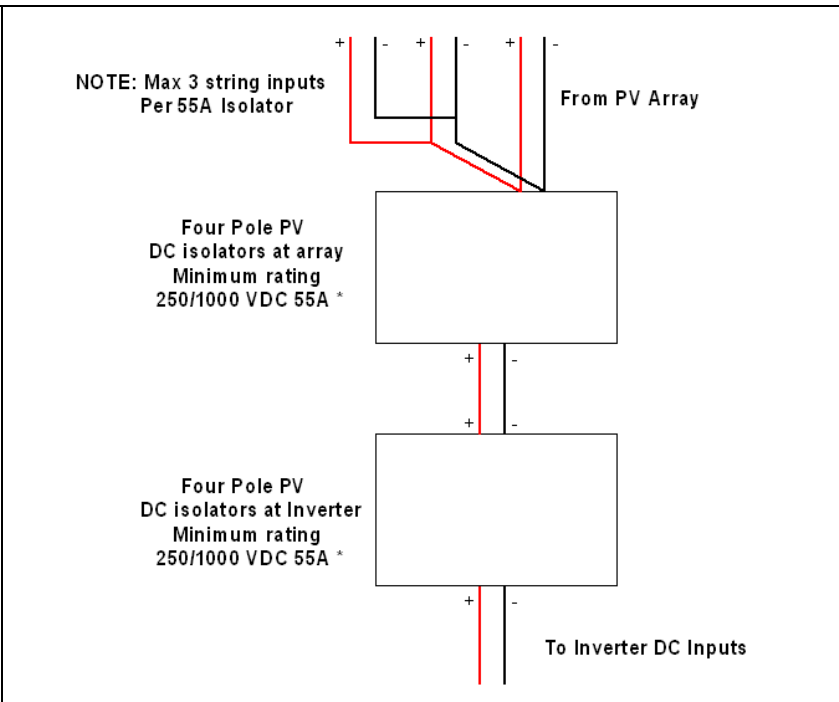 + - + - + -
NOTE: Max 3 string inputs
Per 55A Isolator
From PV Array
Four Pole PV
DC isolators at array
Minimum rating
250/1000 VDC 55A *
+ -
+ -
Four Pole PV
DC isolators at Inverter
Minimum rating
250/1000 VDC 55A *
+ -
To Inverter DC Inputs